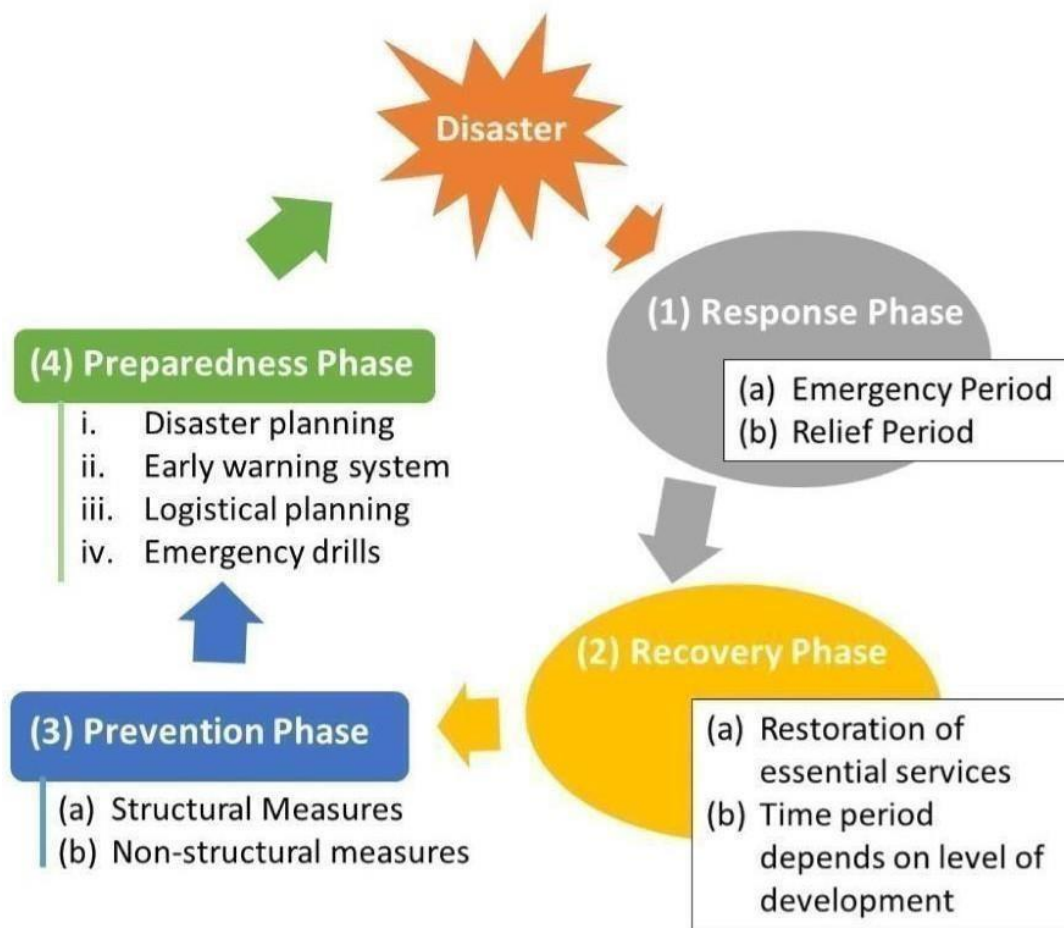 Disaster
(1) Response Phase
(a) Emergency Period
(b) Relief Period
(2) Recovery Phase
(a) Restoration of
essential services
(b) Time period
depends on level of
development
(3) Prevention Phase
(a) Structural Measures
(b) Non-structural measures
(4) Preparedness Phase
i. Disaster planning
ii. Early warning system
iii. Logistical planning
iv. Emergency drills